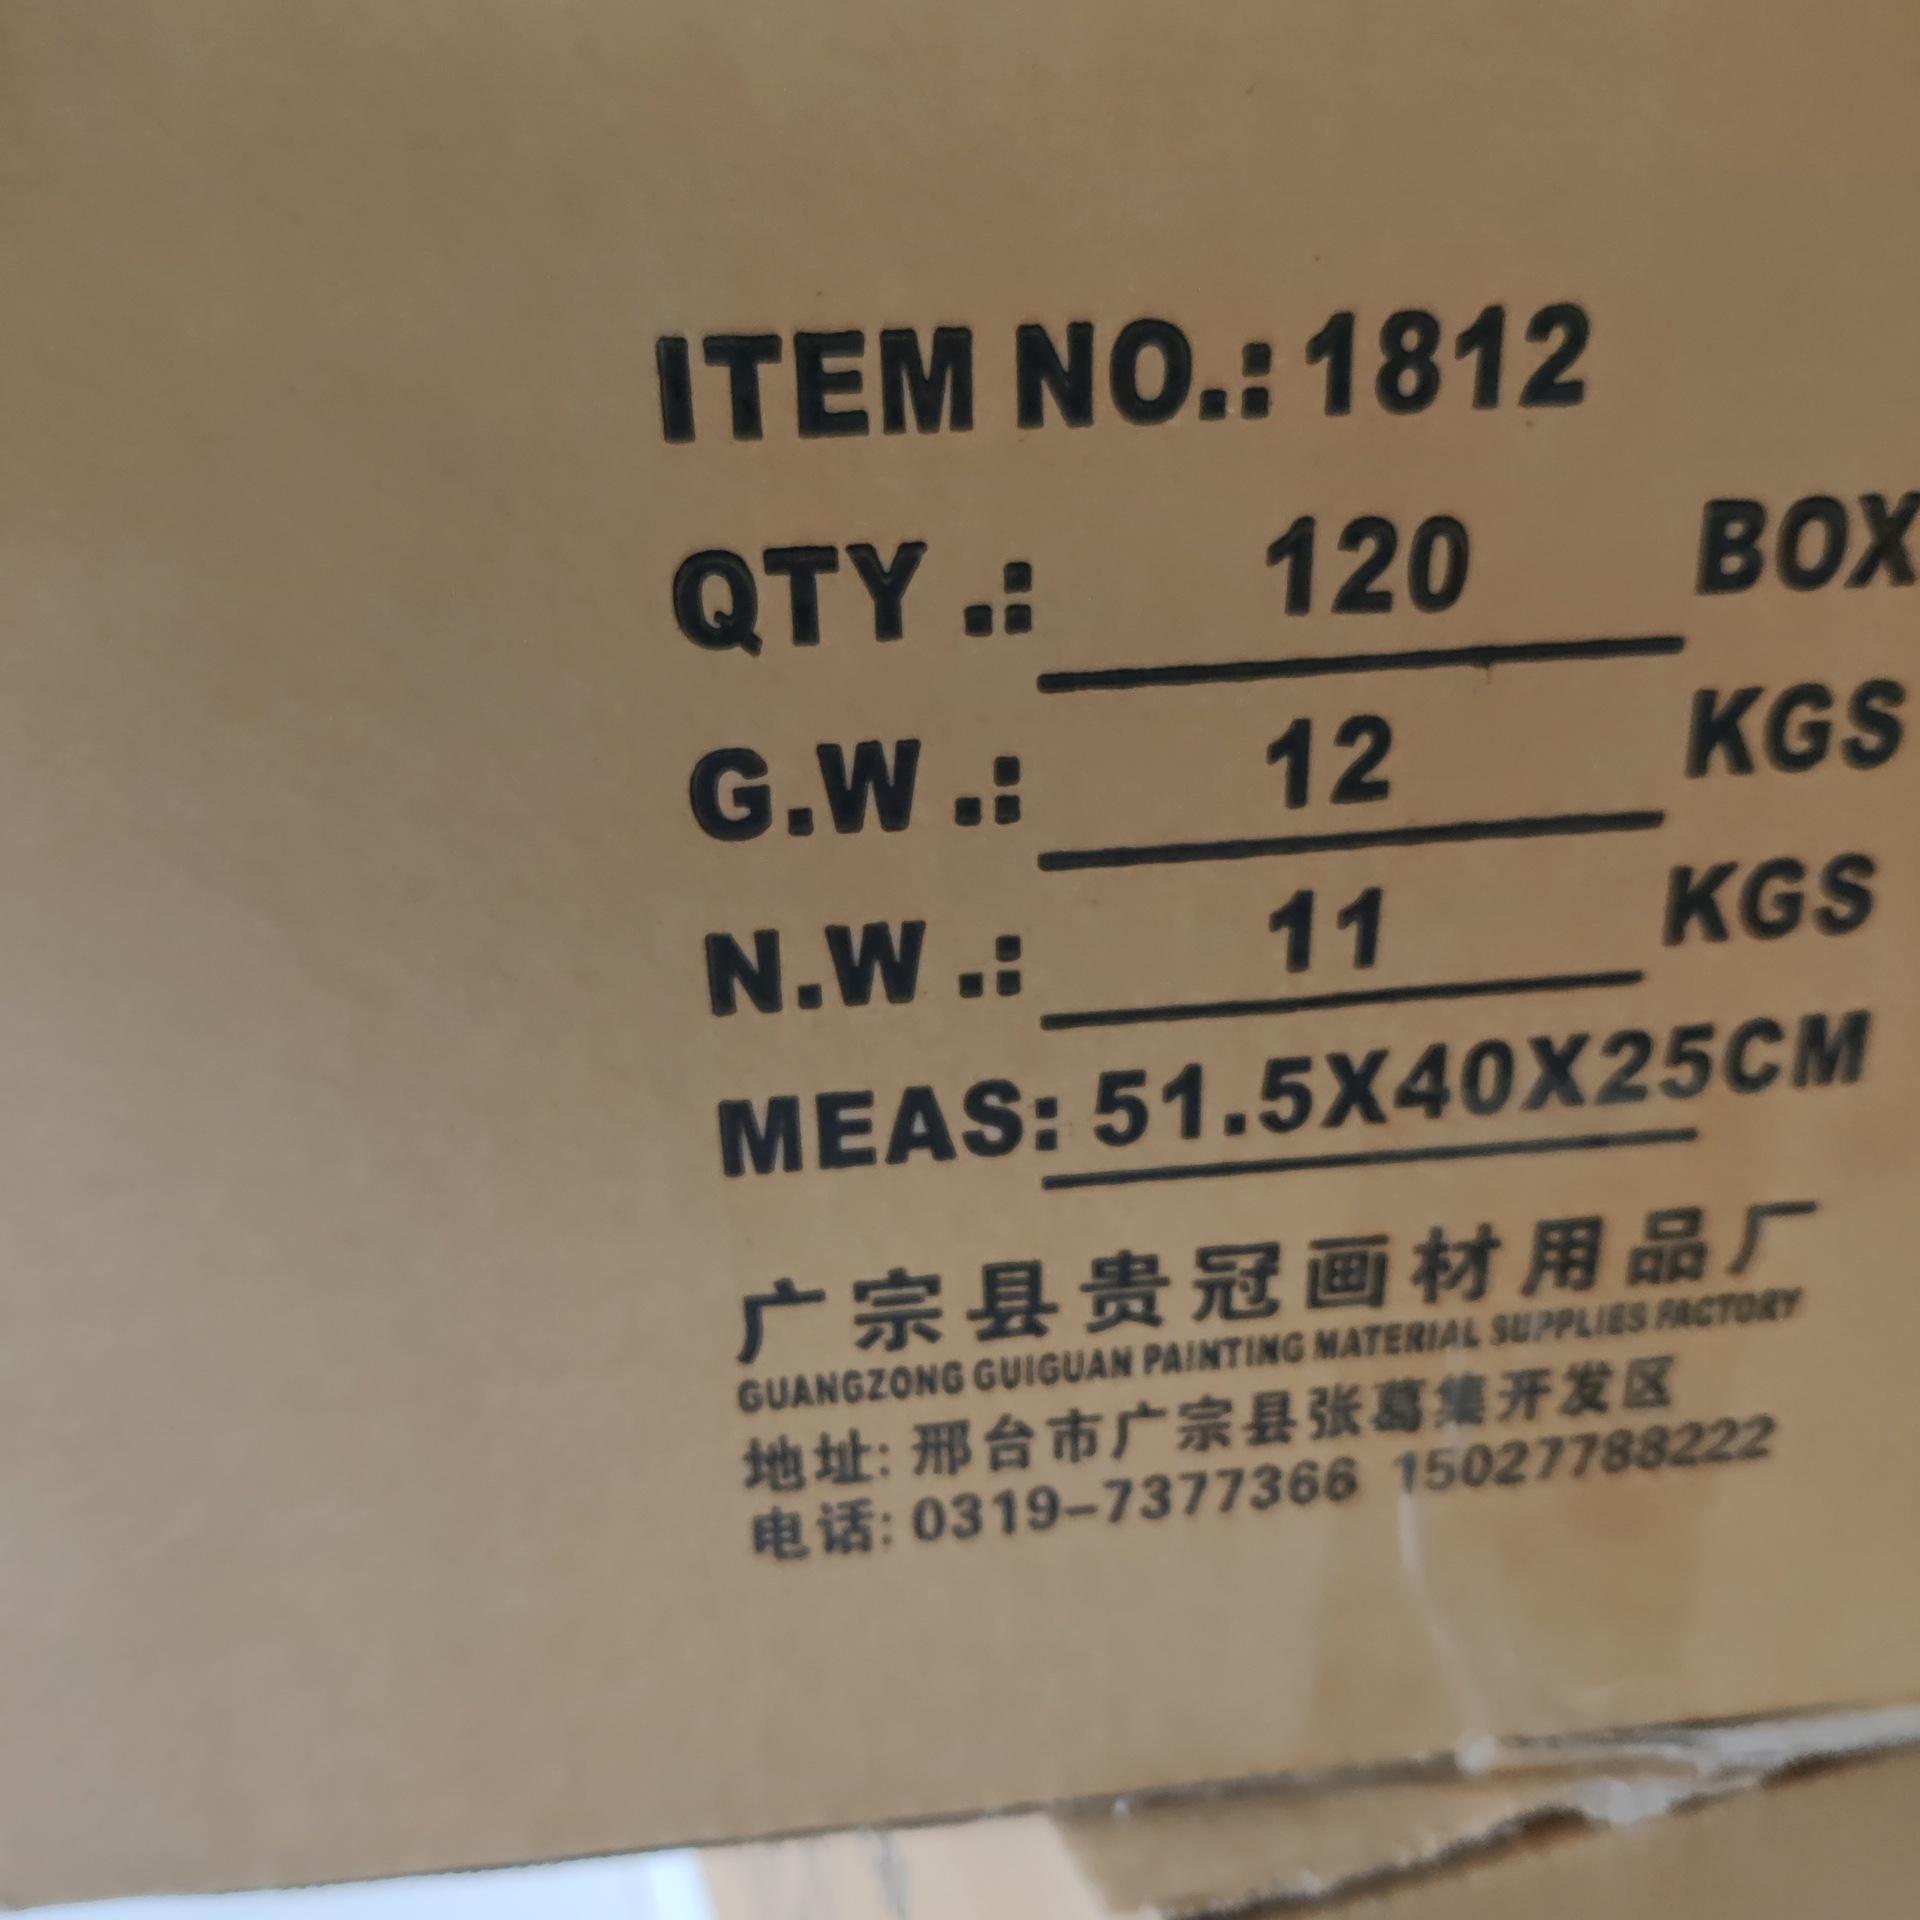 ITEM NO.:1812
QTY .: 120 BOX
G.W .: 12 KGS
N.W .: 11 KGS
MEAS: 51.5X40X25CM
广宗县贵冠画材用品厂
GUANGZONG GUIGUAN PAINTING MATERIAL SUPPLIES FACTORY
地址: 邢台市广宗县张葛集开发区
电话: 0319-7377366 15027788222